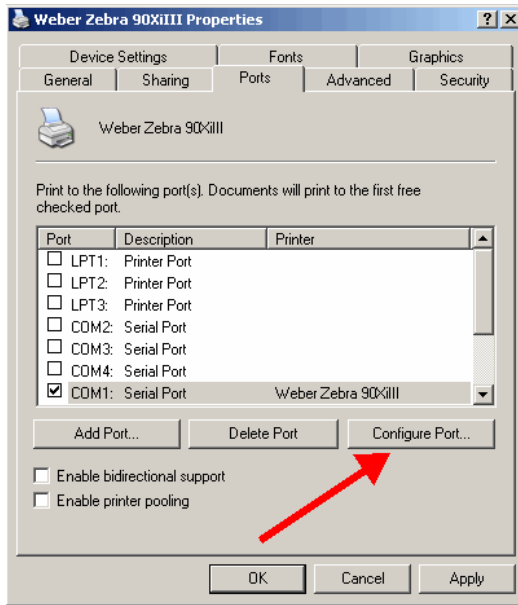 Weber Zebra 90XiIII Properties
Device Settings Fonts Graphics
General Sharing Ports Advanced Security
Weber Zebra 90XiIII
Print to the following port(s). Documents will print to the first free
checked port.
Port Description Printer
LPT1: Printer Port
LPT2: Printer Port
LPT3: Printer Port
COM2: Serial Port
COM3: Serial Port
COM4: Serial Port
COM1: Serial Port Weber Zebra 90XiIII
Add Port... Delete Port Configure Port...
Enable bidirectional support
Enable printer pooling
OK Cancel Apply